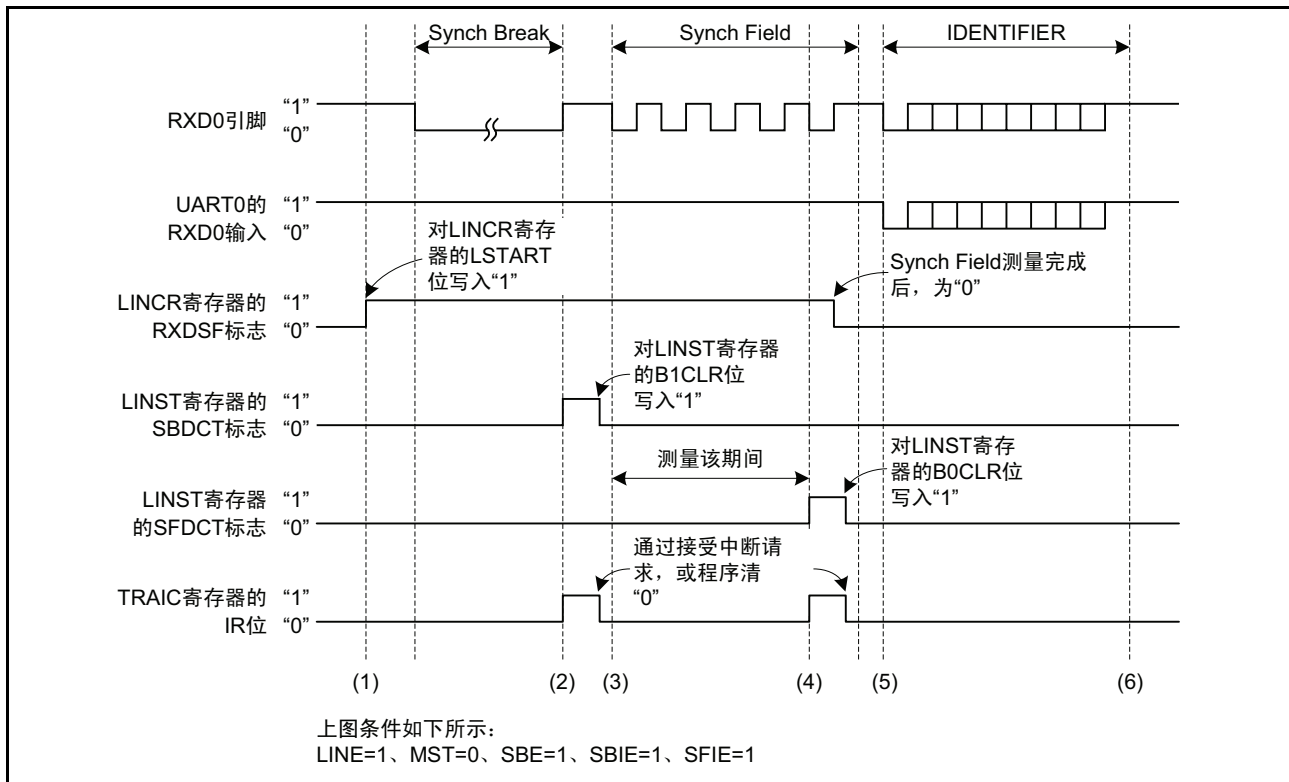 Synch Break
Synch Field
IDENTIFIER
RXD0引脚
“1”
“0”
UART0的
RXD0输入
“1”
“0”
对LINCR寄存
器的LSTART
位写入“1”
Synch Field测量完成
后，为“0”
LINCR寄存器的
RXDSF标志
“1”
“0”
对LINST寄存器
的B1CLR位
写入“1”
LINST寄存器的
SBDCT标志
“1”
“0”
测量该期间
对LINST寄存
器的B0CLR位
写入“1”
LINST寄存器
的SFDCT标志
“1”
“0”
通过接受中断请
求，或程序清
“0”
TRAIC寄存器的
IR位
“1”
“0”
(1)
(2)
(3)
(4)
(5)
(6)
上图条件如下所示：
LINE=1、MST=0、SBE=1、SBIE=1、SFIE=1